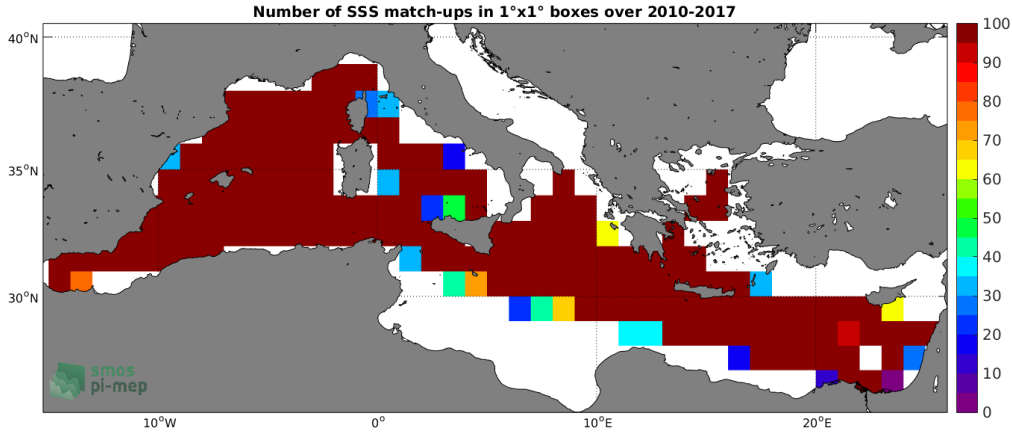 Number of SSS match-ups in 1°x1° boxes over 2010-2017
40°N
35°N
30°N
10°W
0°
10°E
20°E
100
90
80
70
60
50
40
30
20
10
0
smos
pi-mep